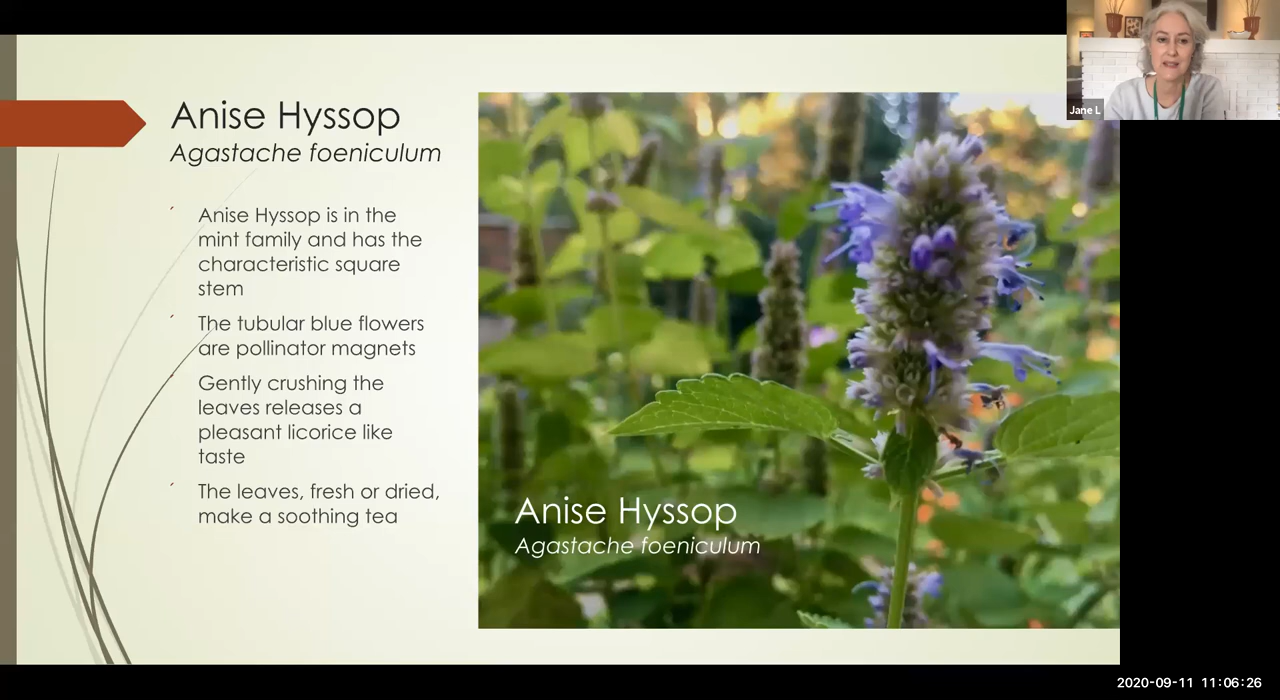 Anise Hyssop
Agastache foeniculum
Anise Hyssop is in the
mint family and has the
characteristic square
stem
The tubular blue flowers
are pollinator magnets
Gently crushing the
leaves releases a
pleasant licorice like
taste
The leaves, fresh or dried,
make a soothing tea
Anise Hyssop
Agastache foeniculum
Jane L
2020-09-11 11:06:26